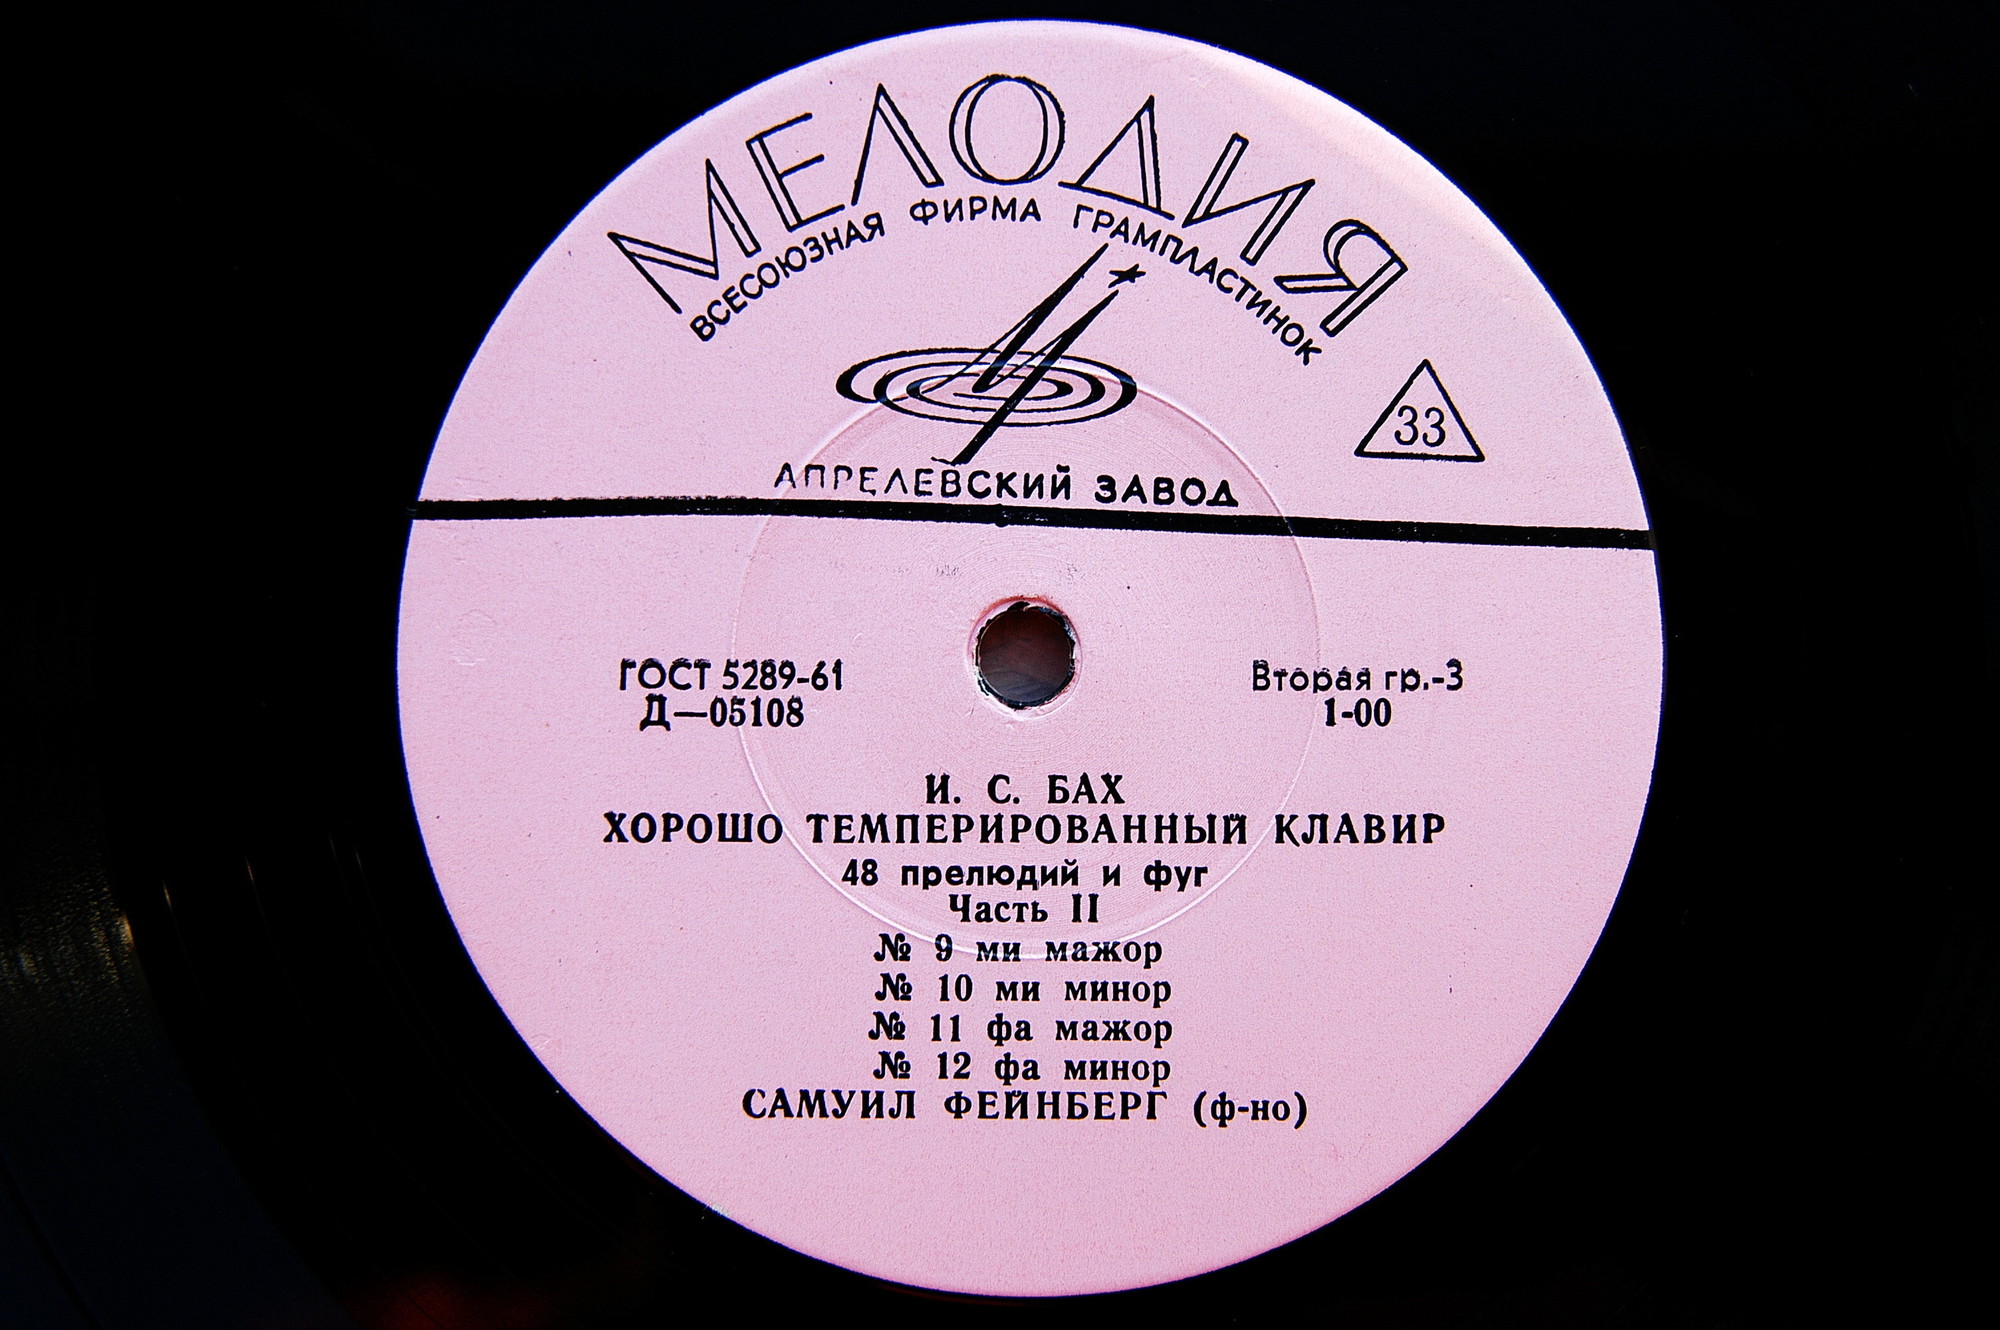 МЕЛОДИЯ
ВСЕСОЮЗНАЯ ФИРМА ГРАМПЛАСТИНОК
33
АПРЕЛЕВСКИЙ ЗАВОД
ГОСТ 5289-61
Д—05108
Вторая гр.-3
1-00
И. С. БАХ
ХОРОШО ТЕМПЕРИРОВАННЫЙ КЛАВИР
48 прелюдий и фуг
Часть II
№ 9 ми мажор
№ 10 ми минор
№ 11 фа мажор
№ 12 фа минор
САМУИЛ ФЕЙНБЕРГ (ф-но)